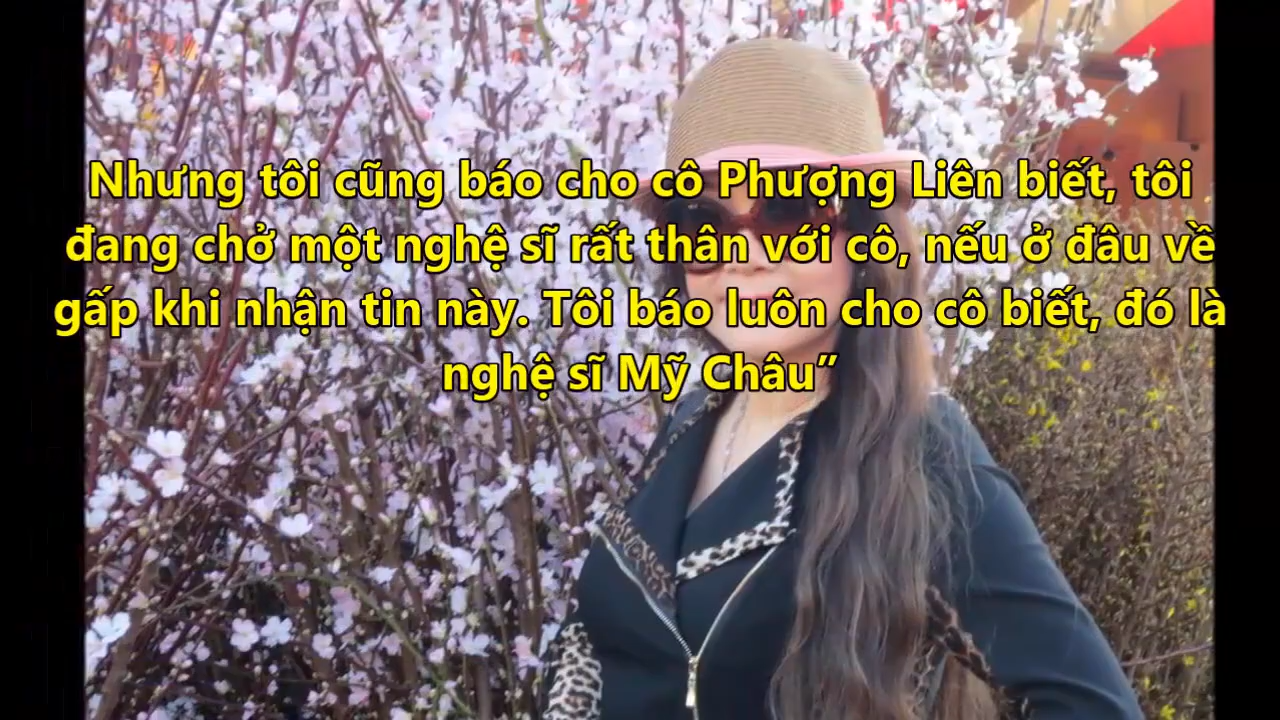 Nhưng tôi cũng báo cho cô Phượng Liên biết, tôi
đang chở một nghệ sĩ rất thân với cô, nếu ở đâu về
gấp khi nhận tin này. Tôi báo luôn cho cô biết, đó là
nghệ sĩ Mỹ Châu”